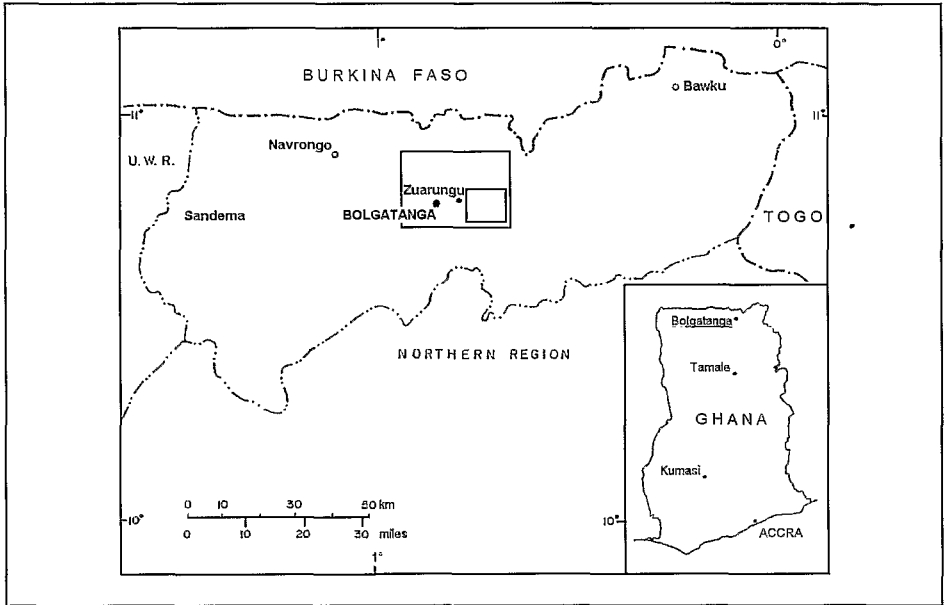 1°
0°
BURKINA FASO
Bawku
11°
11°
Navrongo
U.W.R.
Zuarungu
Sandema
BOLGATANGA
TOGO
NORTHERN REGION
Bolgatanga
Tamale
GHANA
Kumasi
0 10 30 50 km
0 10 20 30 miles
10°
10°
ACCRA
1°